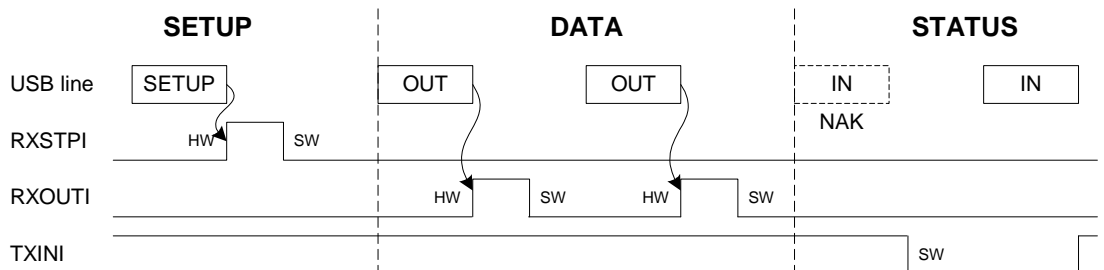 SETUP DATA STATUS
USB line SETUP OUT OUT IN IN
NAK
RXSTPI HW SW
RXOUTI HW SW HW SW
TXINI SW